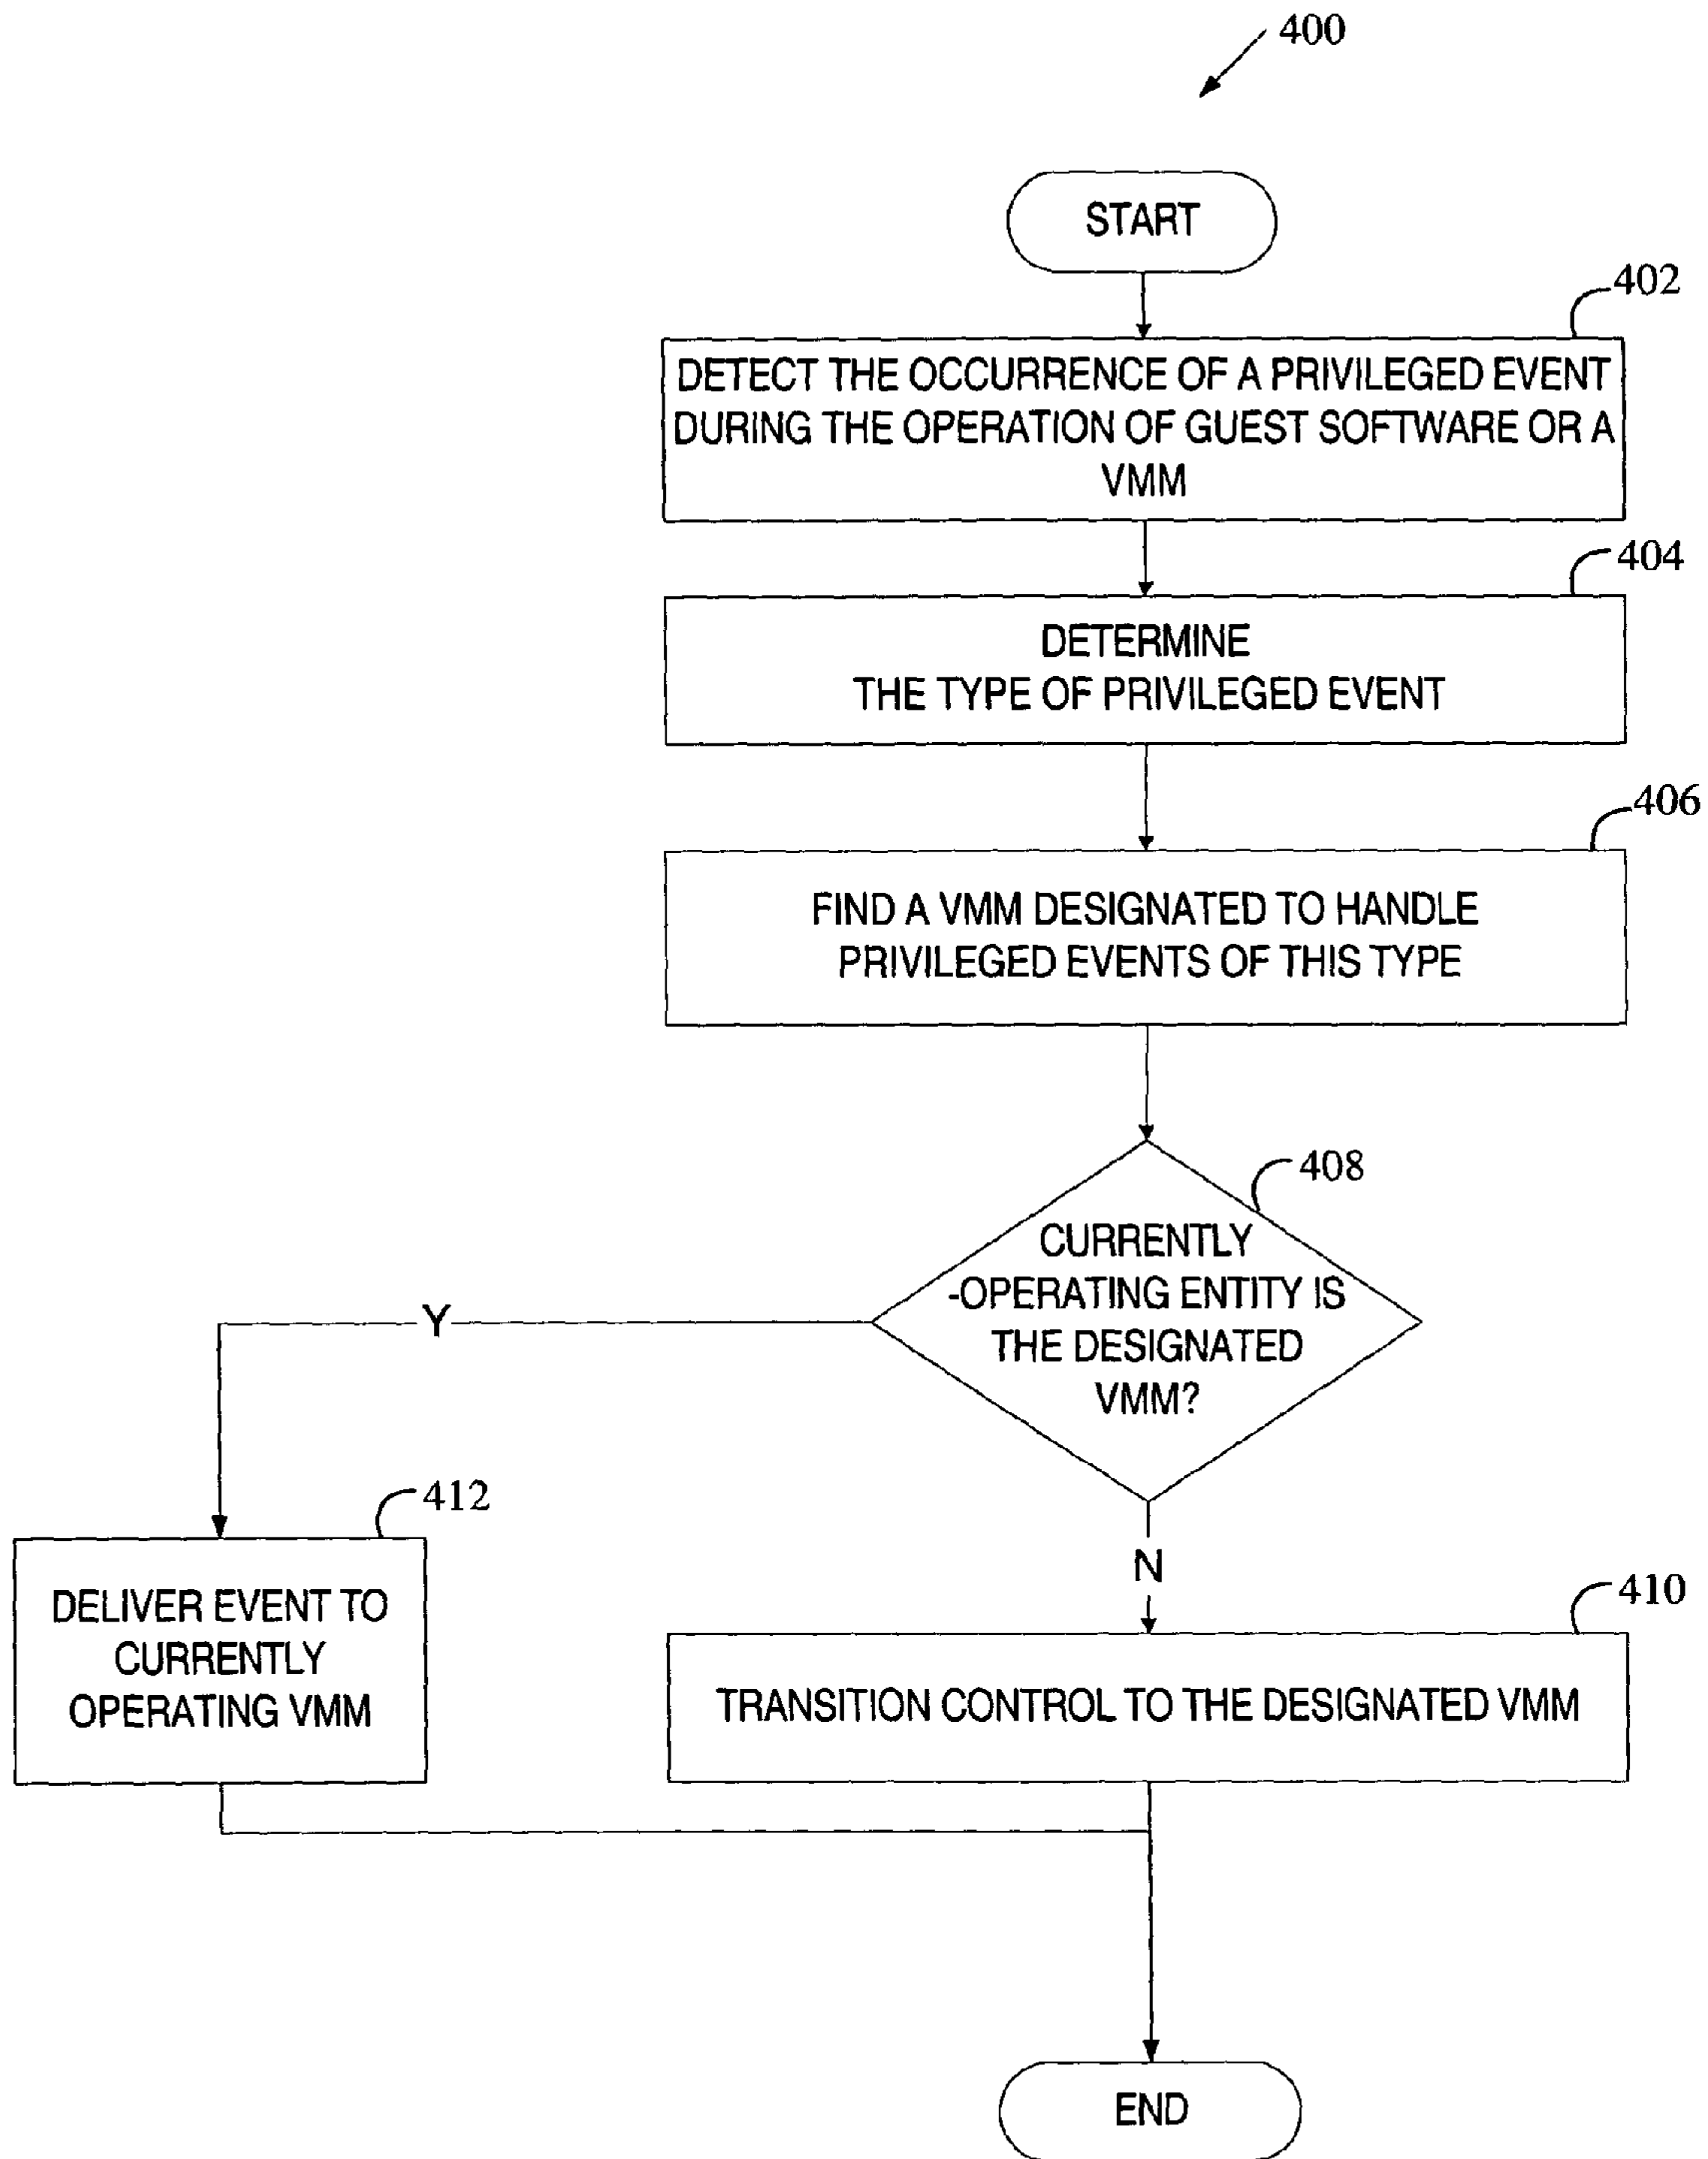 400
START
402
DETECT THE OCCURRENCE OF A PRIVILEGED EVENT
DURING THE OPERATION OF GUEST SOFTWARE OR A
VMM
404
DETERMINE
THE TYPE OF PRIVILEGED EVENT
406
FIND A VMM DESIGNATED TO HANDLE
PRIVILEGED EVENTS OF THIS TYPE
408
CURRENTLY
-OPERATING ENTITY IS
THE DESIGNATED
VMM?
Y
412
DELIVER EVENT TO
CURRENTLY
OPERATING VMM
N
410
TRANSITION CONTROL TO THE DESIGNATED VMM
END